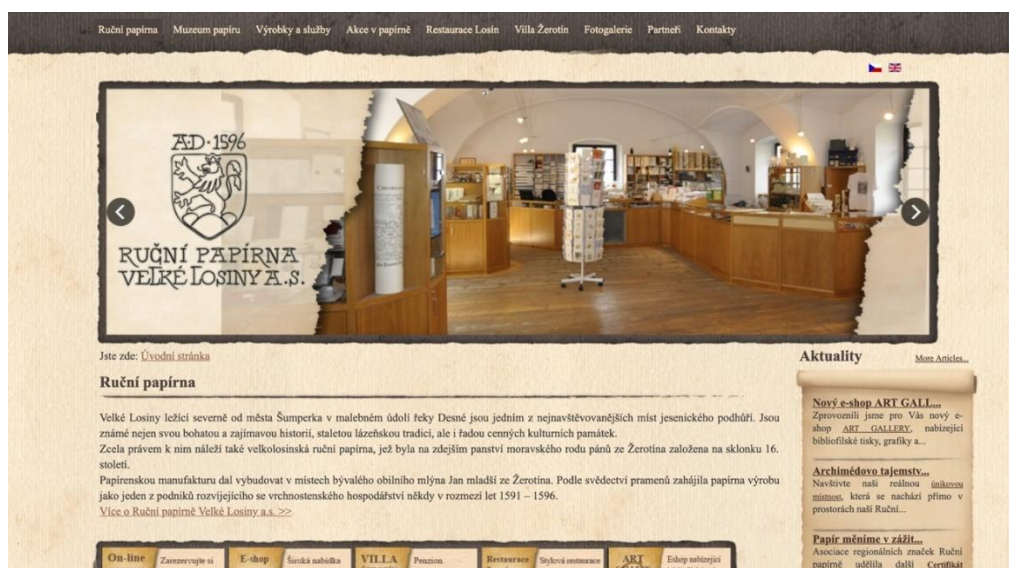 Ruční papírna Muzeum papíru Výrobky a služby Akce v papírně Restaurace Losín Villa Žerotín Fotogalerie Partneři Kontakty
A.D. 1596
RUČNÍ PAPÍRNA
VELKÉ LOSINY A.S.
Jste zde: Úvodní stránka
Ruční papírna
Velké Losiny ležící severně od města Šumperka v malebném údolí řeky Desné jsou jedním z nejnavštěvovanějších míst jesenického podhůří. Jsou
známé nejen svou bohatou a zajímavou historií, staletou lázeňskou tradicí, ale i řadou cenných kulturních památek.
Zcela právem k nim náleží také velkolosinská ruční papírna, jež byla na zdejším panství moravského rodu pánů ze Žerotína založena na sklonku 16.
století.
Papírenskou manufakturu dal vybudovat v místech bývalého obilního mlýna Jan mladší ze Žerotína. Podle svědectví pramenů zahájila papírna výrobu
jako jeden z podniků rozvíjejícího se vrchnostenského hospodářství někdy v rozmezí let 1591 – 1596.
Více o Ruční papírně Velké Losiny a.s. >>
Aktuality More Articles...
Nový e-shop ART GALL...
Zprovoznili jsme pro Vás nový e-
shop ART GALLERY, nabízející
bibliofilské tisky, grafiky a...
Archimédovo tajemstv...
Navštivte naši reálnou únikovou
místnost, která se nachází přímo v
prostorách naší Ruční...
Papír měníme v zážit...
Asociace regionálních značek Ruční
papírně udělila další Certifikát
On-line Zarezervujte si E-shop Široká nabídka VILLA Penzion Restaurace Stylová restaurace ART Eshop nabízející